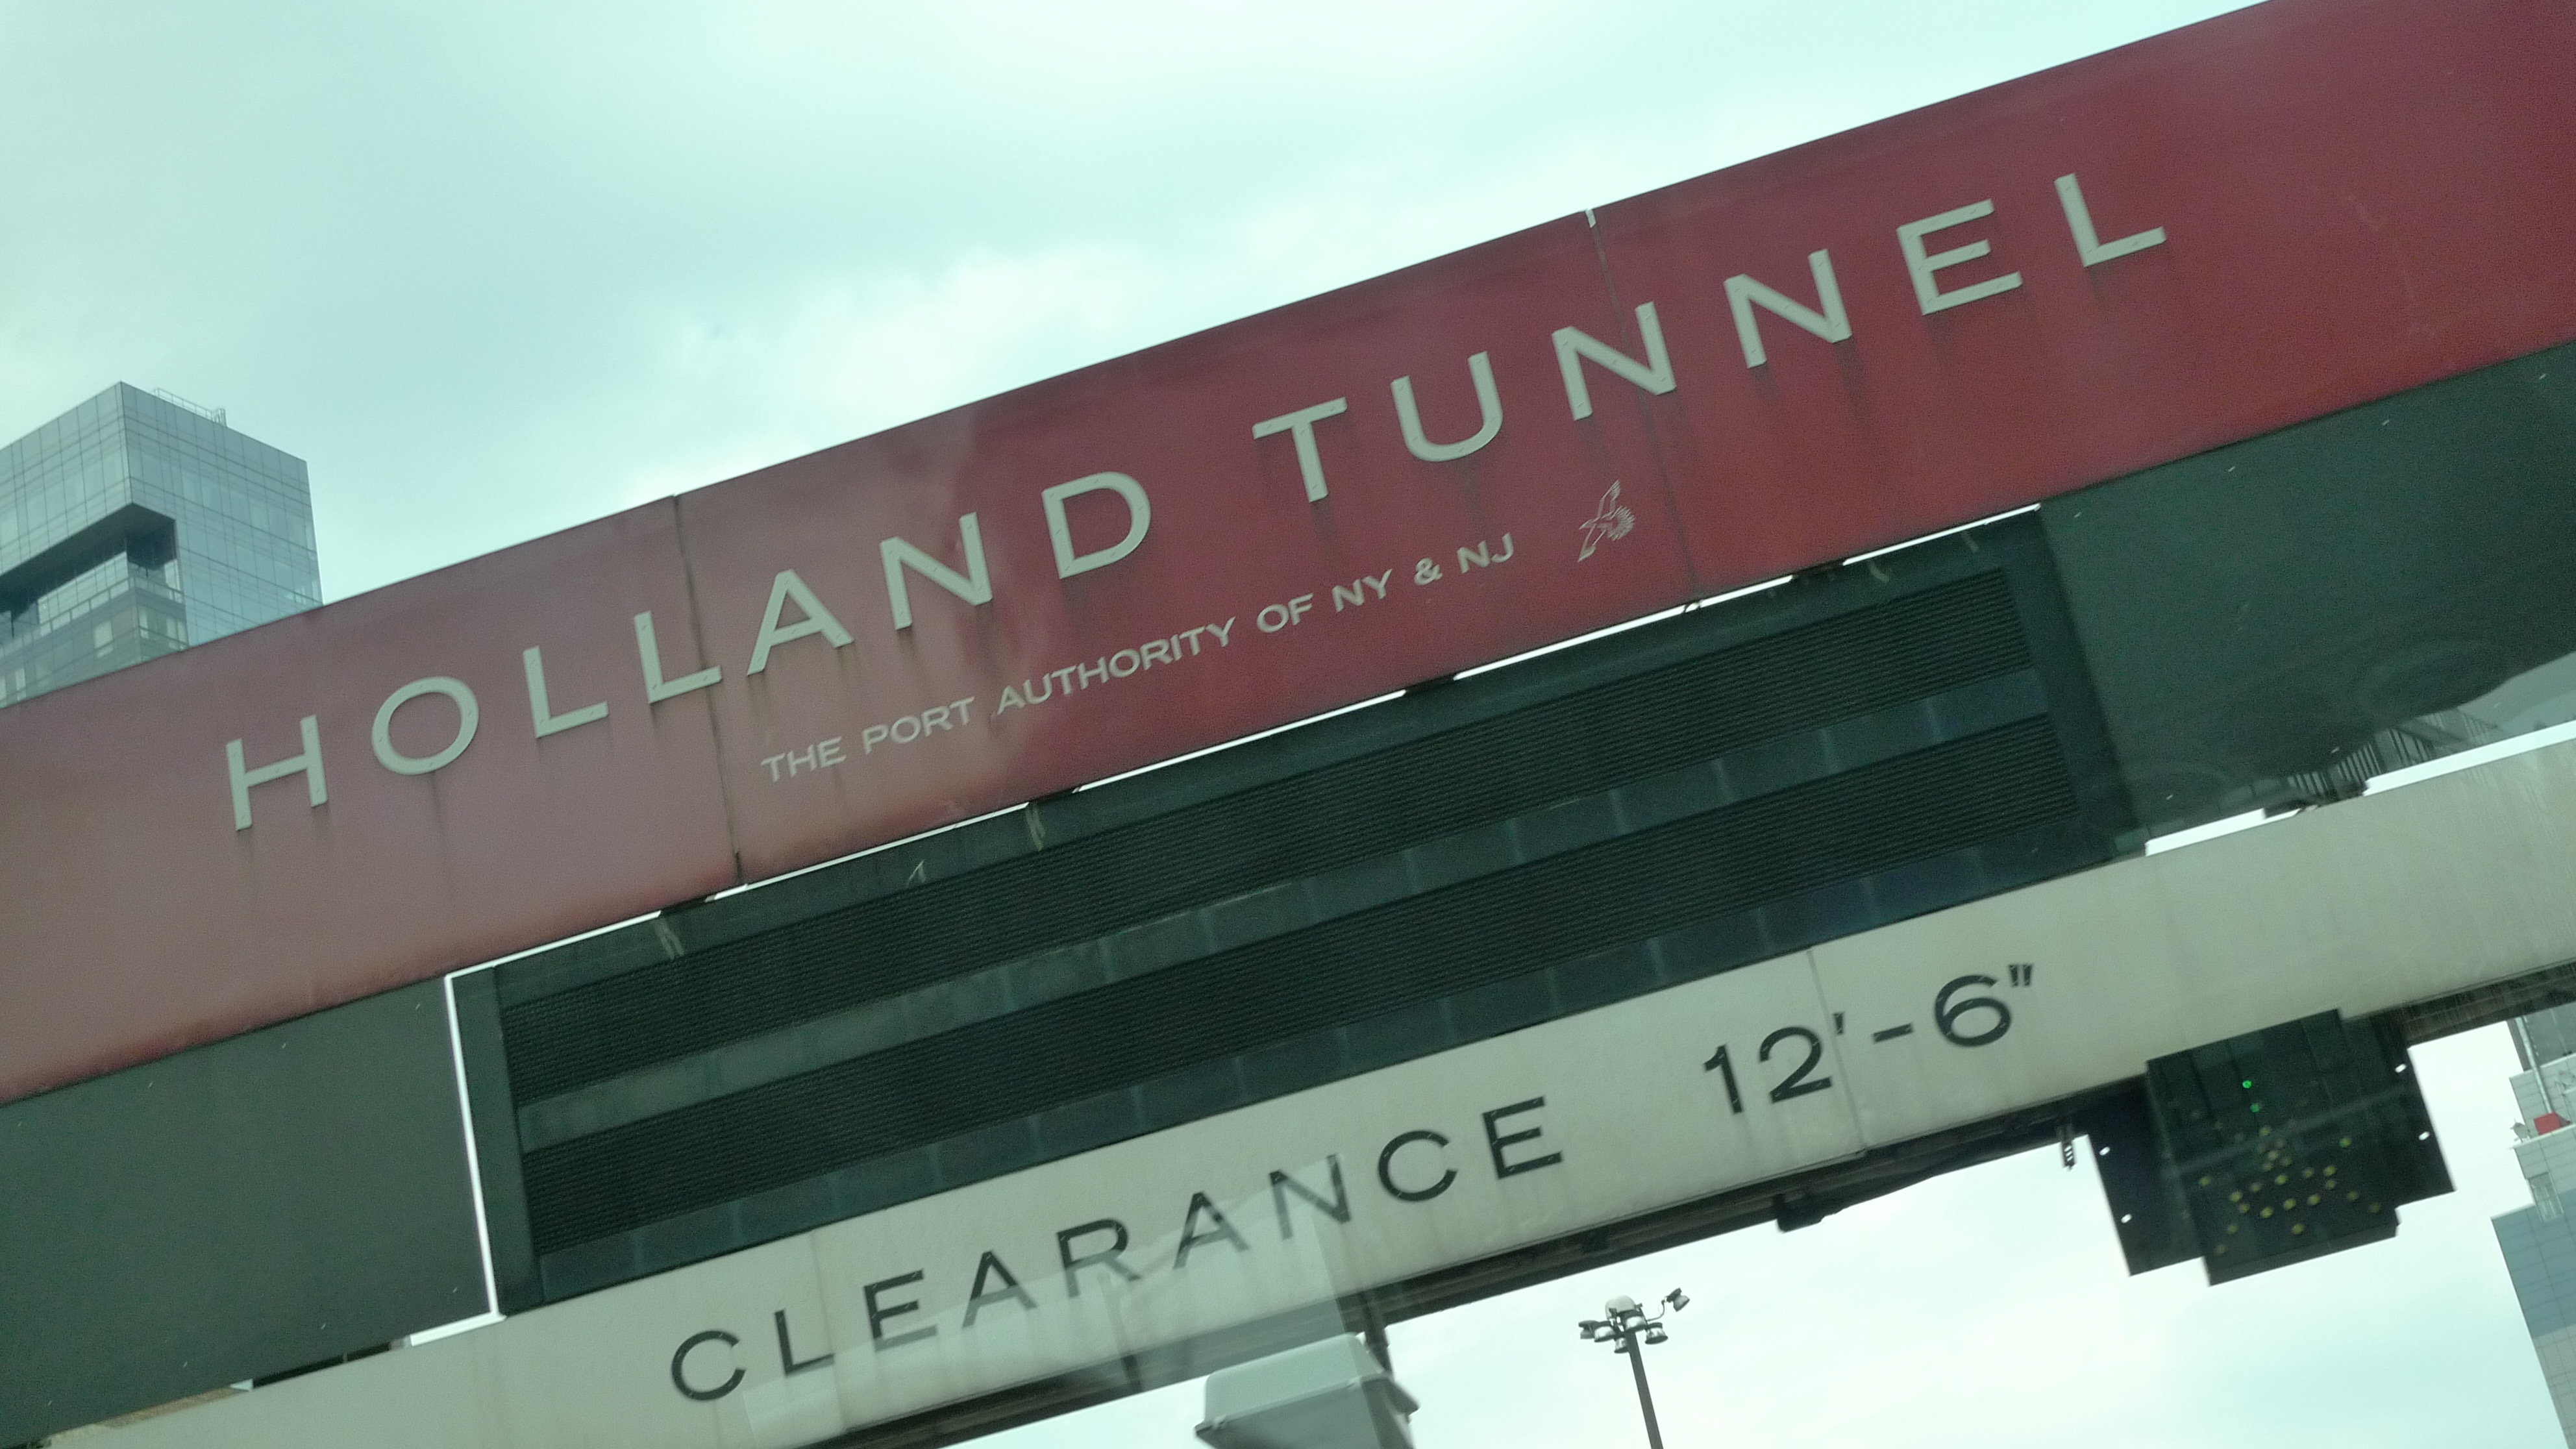 HOLLAND TUNNEL
THE PORT AUTHORITY OF NY & NJ
CLEARANCE 12'-6"